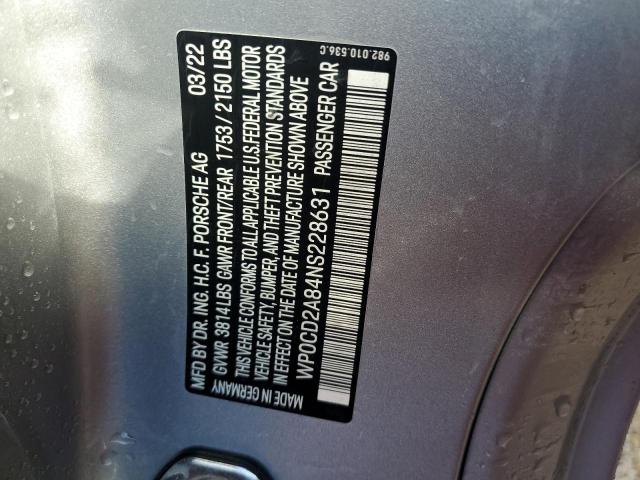 MFD BY DR. ING. H.C. F. PORSCHE AG 03/22
GVWR 3814 LBS GAWR FRONT/REAR 1753 / 2150 LBS
THIS VEHICLE CONFORMS TO ALL APPLICABLE U.S. FEDERAL MOTOR
VEHICLE SAFETY, BUMPER, AND THEFT PREVENTION STANDARDS
IN EFFECT ON THE DATE OF MANUFACTURE SHOWN ABOVE
WP0CD2A84NS228631 PASSENGER CAR
MADE IN GERMANY
982.010.536.C